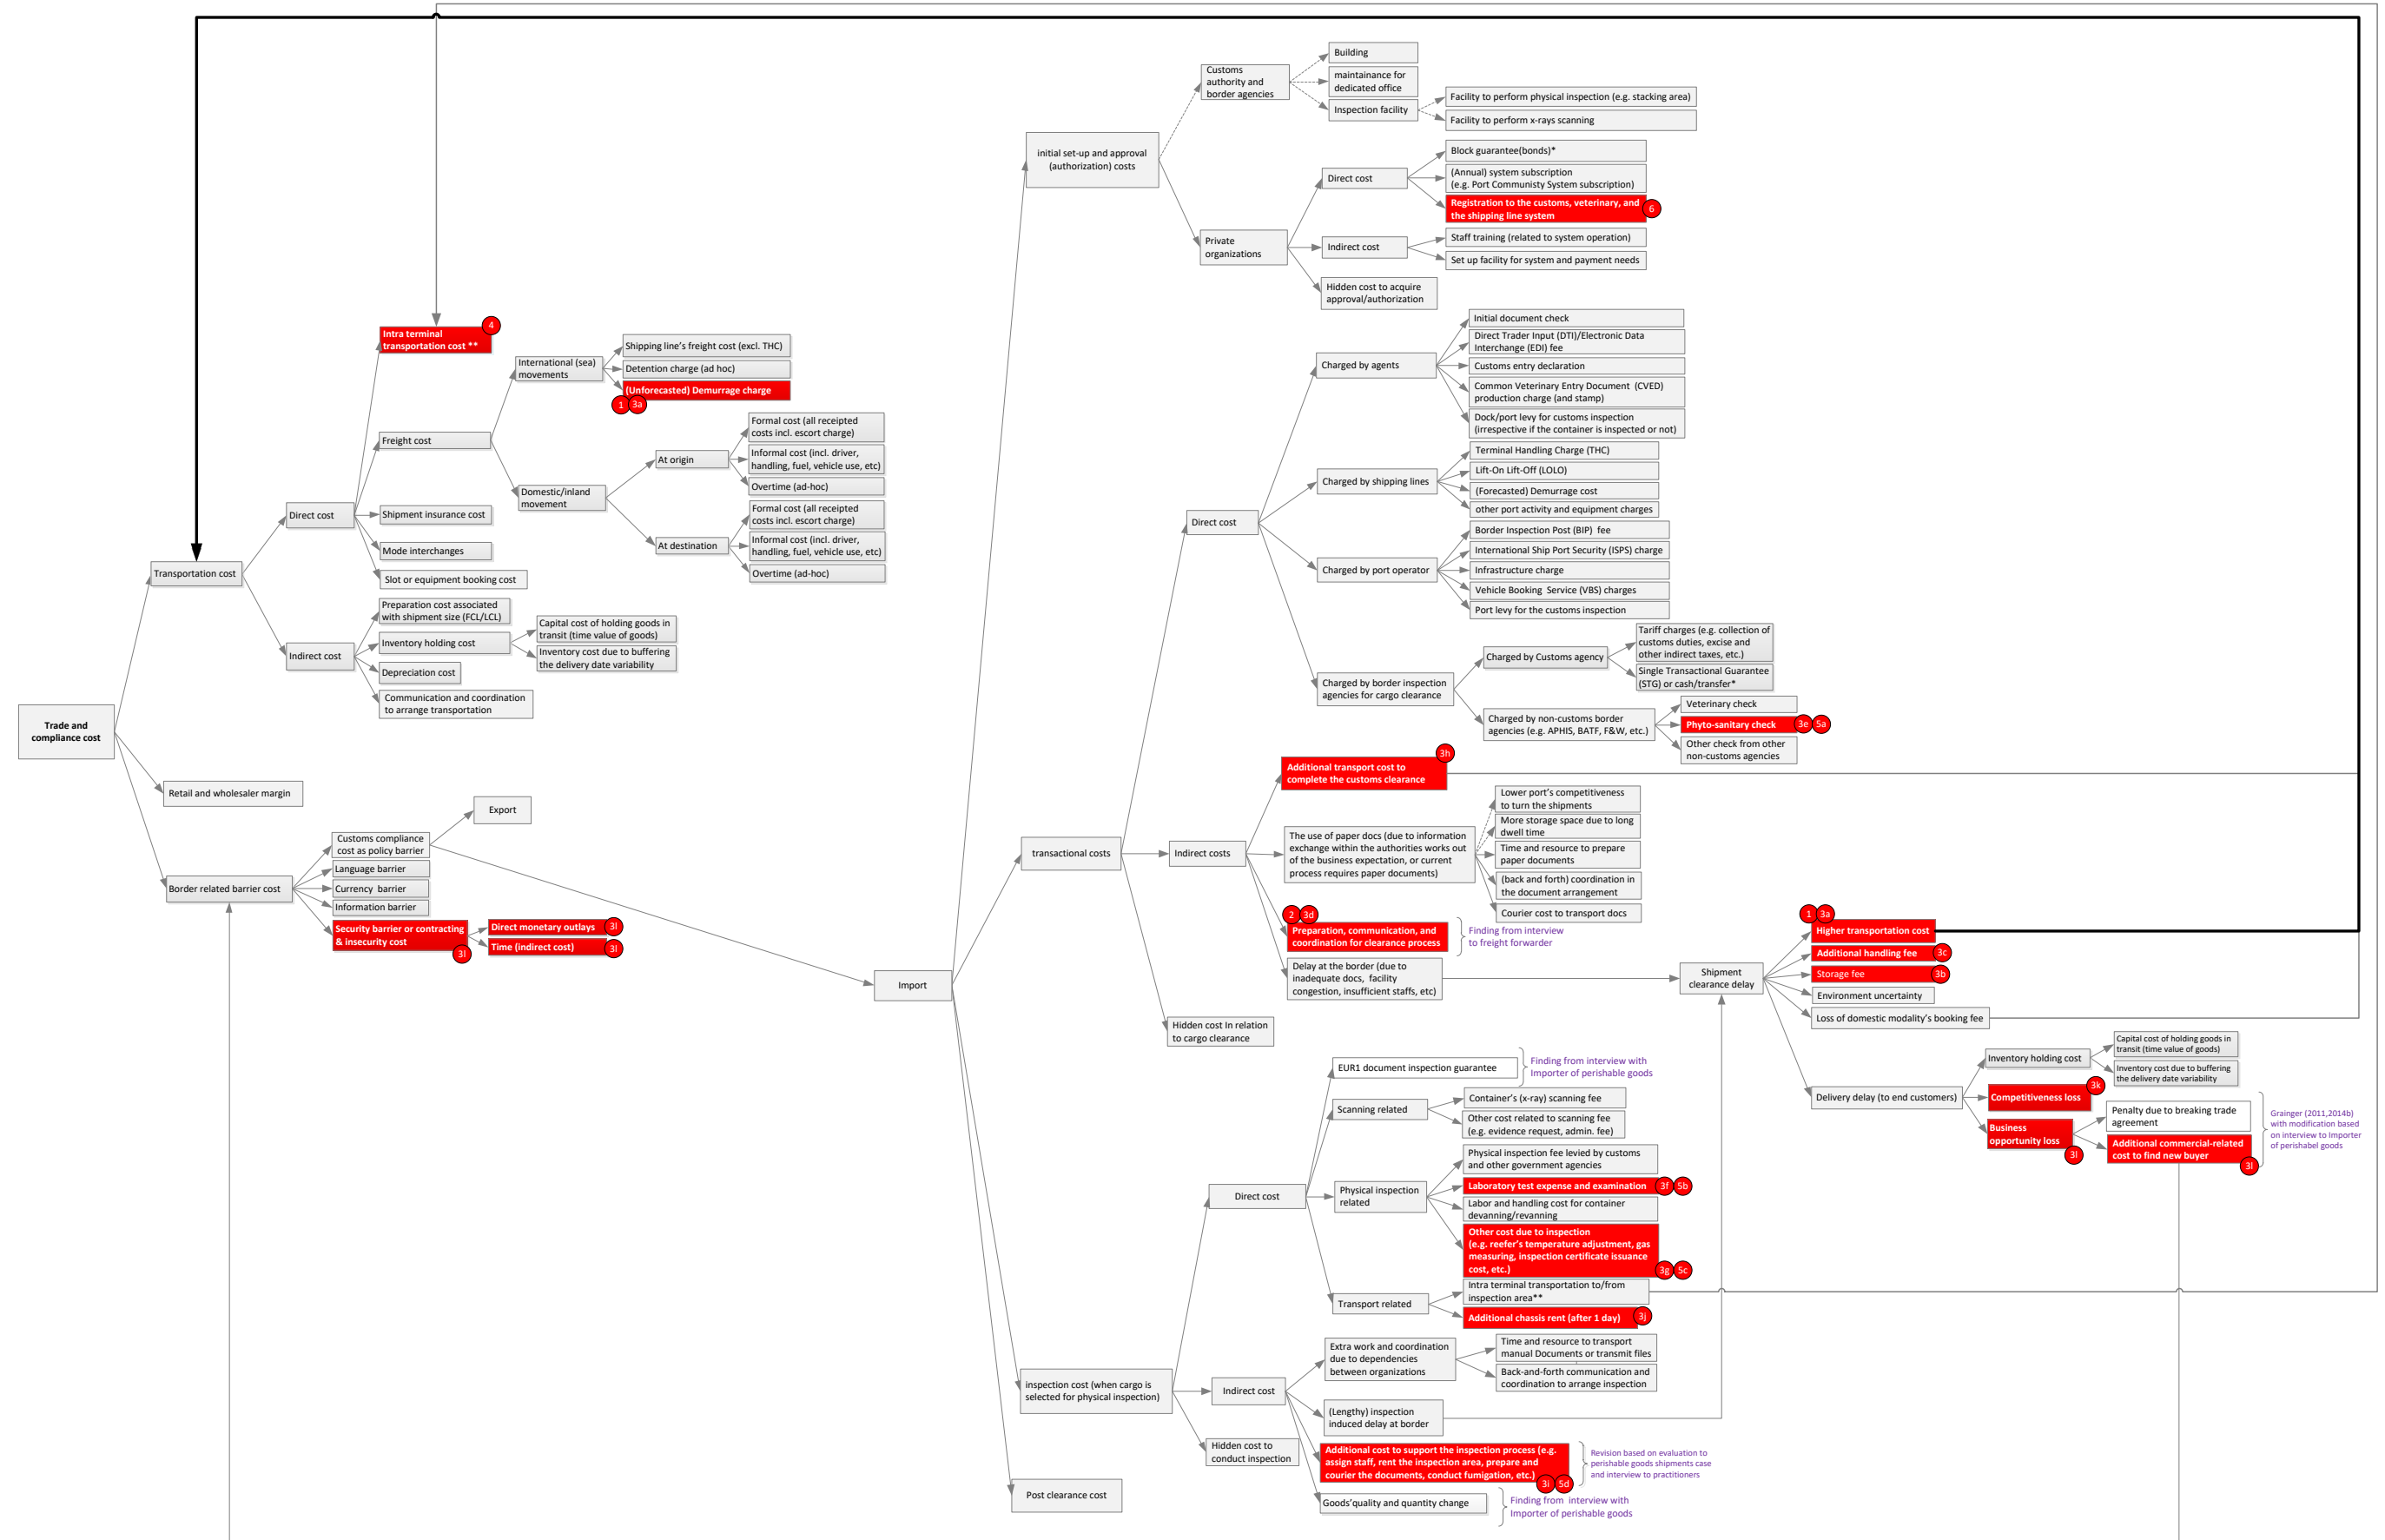 Trade and
compliance cost
Transportation cost
Retail and wholesaler margin
Border related barrier cost
Direct cost
Indirect cost
Intra terminal
transportation cost **
4
Freight cost
Shipment insurance cost
Mode interchanges
Slot or equipment booking cost
International (sea)
movements
Shipping line's freight cost (excl. THC)
Detention charge (ad hoc)
(Unforecasted) Demurrage charge
1
3a
Domestic/inland
movement
At origin
Formal cost (all receipted
costs incl. escort charge)
Informal cost (incl. driver,
handling, fuel, vehicle use, etc)
Overtime (ad-hoc)
At destination
Formal cost (all receipted
costs incl. escort charge)
Informal cost (incl. driver,
handling, fuel, vehicle use, etc)
Overtime (ad-hoc)
Preparation cost associated
with shipment size (FCL/LCL)
Inventory holding cost
Capital cost of holding goods in
transit (time value of goods)
Inventory cost due to buffering
the delivery date variability
Depreciation cost
Communication and coordination
to arrange transportation
Customs compliance
cost as policy barrier
Export
Language barrier
Currency barrier
Information barrier
Security barrier or contracting
& insecurity cost
3l
Direct monetary outlays
3l
Time (indirect cost)
3l
Import
initial set-up and approval
(authorization) costs
Customs
authority and
border agencies
Building
maintainance for
dedicated office
Inspection facility
Facility to perform physical inspection (e.g. stacking area)
Facility to perform x-rays scanning
Private
organizations
Direct cost
Block guarantee(bonds)*
(Annual) system subscription
(e.g. Port Communisty System subscription)
Registration to the customs, veterinary, and
the shipping line system
6
Indirect cost
Staff training (related to system operation)
Set up facility for system and payment needs
Hidden cost to acquire
approval/authorization
transactional costs
Direct cost
Charged by agents
Initial document check
Direct Trader Input (DTI)/Electronic Data
Interchange (EDI) fee
Customs entry declaration
Common Veterinary Entry Document (CVED)
production charge (and stamp)
Dock/port levy for customs inspection
(irrespective if the container is inspected or not)
Charged by shipping lines
Terminal Handling Charge (THC)
Lift-On Lift-Off (LOLO)
(Forecasted) Demurrage cost
other port activity and equipment charges
Charged by port operator
Border Inspection Post (BIP) fee
International Ship Port Security (ISPS) charge
Infrastructure charge
Vehicle Booking Service (VBS) charges
Port levy for the customs inspection
Charged by border inspection
agencies for cargo clearance
Charged by Customs agency
Tariff charges (e.g. collection of
customs duties, excise and
other indirect taxes, etc.)
Single Transactional Guarantee
(STG) or cash/transfer*
Charged by non-customs border
agencies (e.g. APHIS, BATF, F&W, etc.)
Veterinary check
Phyto-sanitary check
3e
5a
Other check from other
non-customs agencies
Indirect costs
3h
Additional transport cost to
complete the customs clearance
The use of paper docs (due to information
exchange within the authorities works out
of the business expectation, or current
process requires paper documents)
Lower port's competitiveness
to turn the shipments
More storage space due to long
dwell time
Time and resource to prepare
paper documents
(back and forth) coordination in
the document arrangement
Courier cost to transport docs
2
3d
Preparation, communication, and
coordination for clearance process
Finding from interview
to freight forwarder
Delay at the border (due to
inadequate docs, facility
congestion, insufficient staffs, etc)
Hidden cost In relation
to cargo clearance
Shipment
clearance delay
1
3a
Higher transportation cost
Additional handling fee
3c
Storage fee
3b
Environment uncertainty
Loss of domestic modality's booking fee
Delivery delay (to end customers)
Inventory holding cost
Capital cost of holding goods in
transit (time value of goods)
Inventory cost due to buffering
the delivery date variability
Competitiveness loss
3k
Business
opportunity loss
3l
Penalty due to breaking trade
agreement
Additional commercial-related
cost to find new buyer
3l
Grainger (2011,2014b)
with modification based
on interview to Importer
of perishabel goods
inspection cost (when cargo is
selected for physical inspection)
Direct cost
EUR1 document inspection guarantee
Finding from interview with
Importer of perishable goods
Scanning related
Container's (x-ray) scanning fee
Other cost related to scanning fee
(e.g. evidence request, admin. fee)
Physical inspection
related
Physical inspection fee levied by customs
and other government agencies
Laboratory test expense and examination
3f
5b
Labor and handling cost for container
devanning/revanning
Other cost due to inspection
(e.g. reefer's temperature adjustment, gas
measuring, inspection certificate issuance
cost, etc.)
3g
5c
Transport related
Intra terminal transportation to/from
inspection area**
Additional chassis rent (after 1 day)
3j
Indirect cost
Extra work and coordination
due to dependencies
between organizations
Time and resource to transport
manual Documents or transmit files
Back-and-forth communication and
coordination to arrange inspection
(Lengthy) inspection
induced delay at border
Additional cost to support the inspection process (e.g.
assign staff, rent the inspection area, prepare and
courier the documents, conduct fumigation, etc.)
3i
5d
Revision based on evaluation to
perishable goods shipments case
and interview to practitioners
Goods'quality and quantity change
Finding from interview with
Importer of perishable goods
Hidden cost to
conduct inspection
Post clearance cost